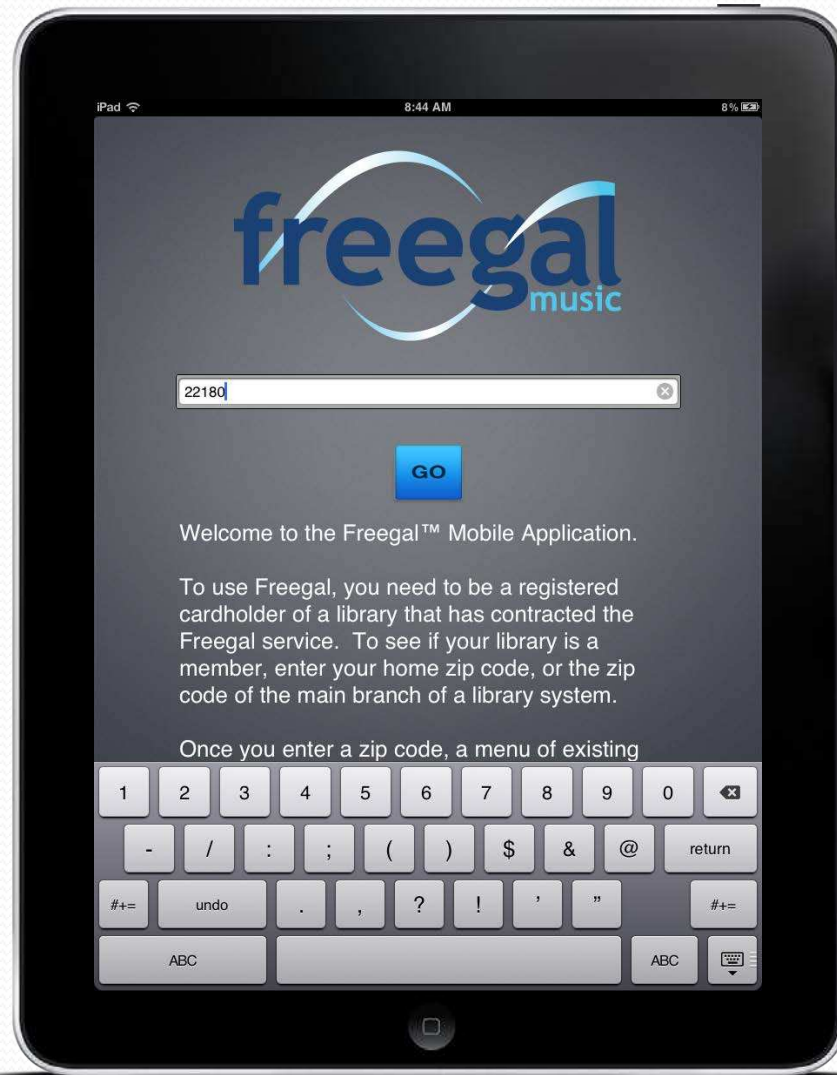 iPad 8:44 AM 8%
freegal
music
22180
GO
Welcome to the Freegal™ Mobile Application.
To use Freegal, you need to be a registered
cardholder of a library that has contracted the
Freegal service. To see if your library is a
member, enter your home zip code, or the zip
code of the main branch of a library system.
Once you enter a zip code, a menu of existing
1 2 3 4 5 6 7 8 9 0
- / : ; ( ) $ & @ return
#+= undo . , ? ! ' " #+=
ABC ABC